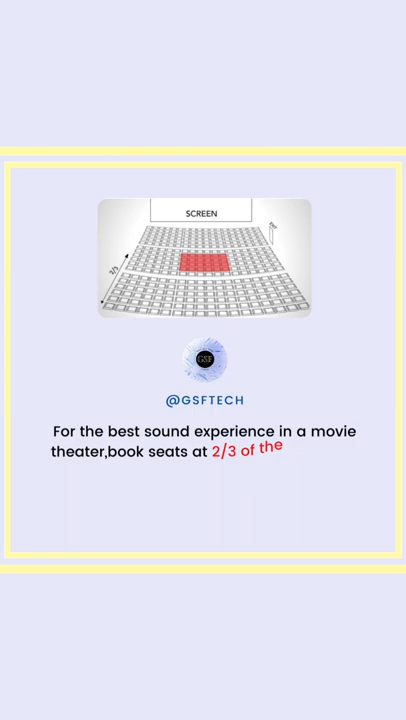 SCREEN
EXIT
2/3
GSF
@GSFTECH
For the best sound experience in a movie
theater,book seats at 2/3 of the